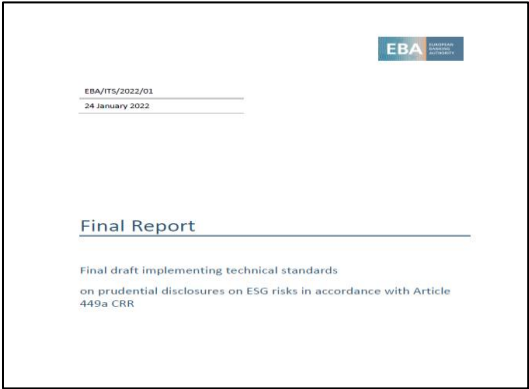 EBA EUROPEAN
BANKING
AUTHORITY
EBA/ITS/2022/01
24 January 2022
Final Report
Final draft implementing technical standards
on prudential disclosures on ESG risks in accordance with Article
449a CRR